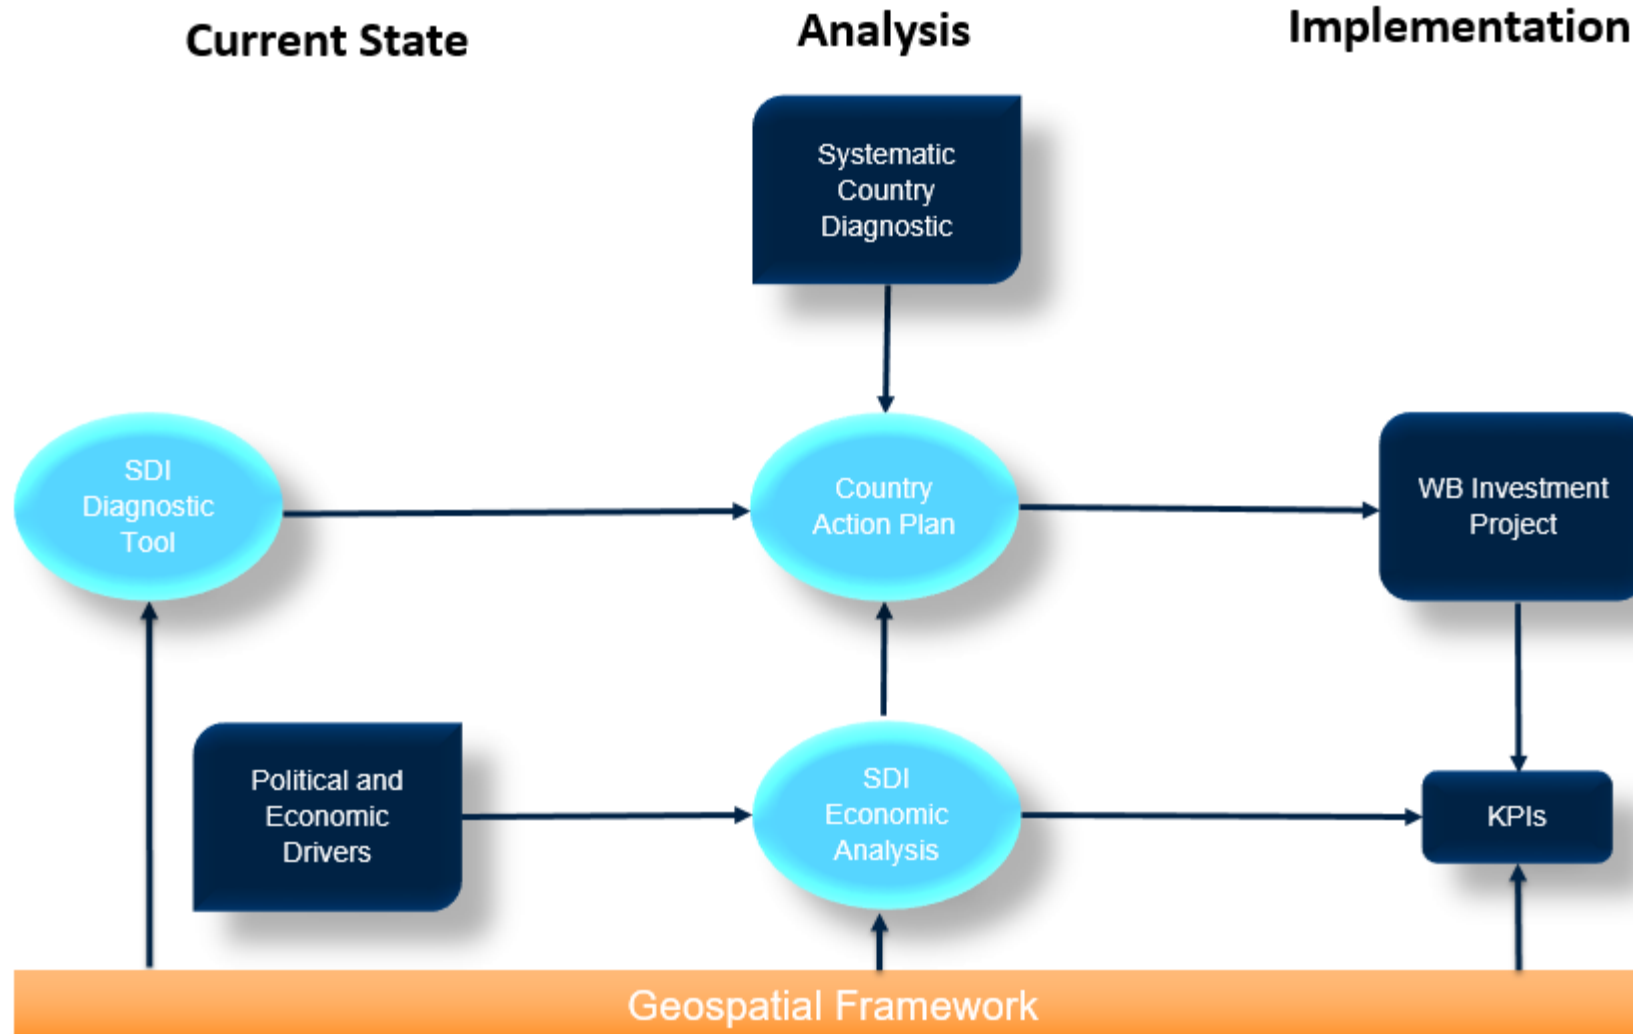 Current State
Analysis
Implementation
Systematic
Country
Diagnostic
SDI
Diagnostic
Tool
Country
Action Plan
WB Investment
Project
Political and
Economic
Drivers
SDI
Economic
Analysis
KPIs
Geospatial Framework